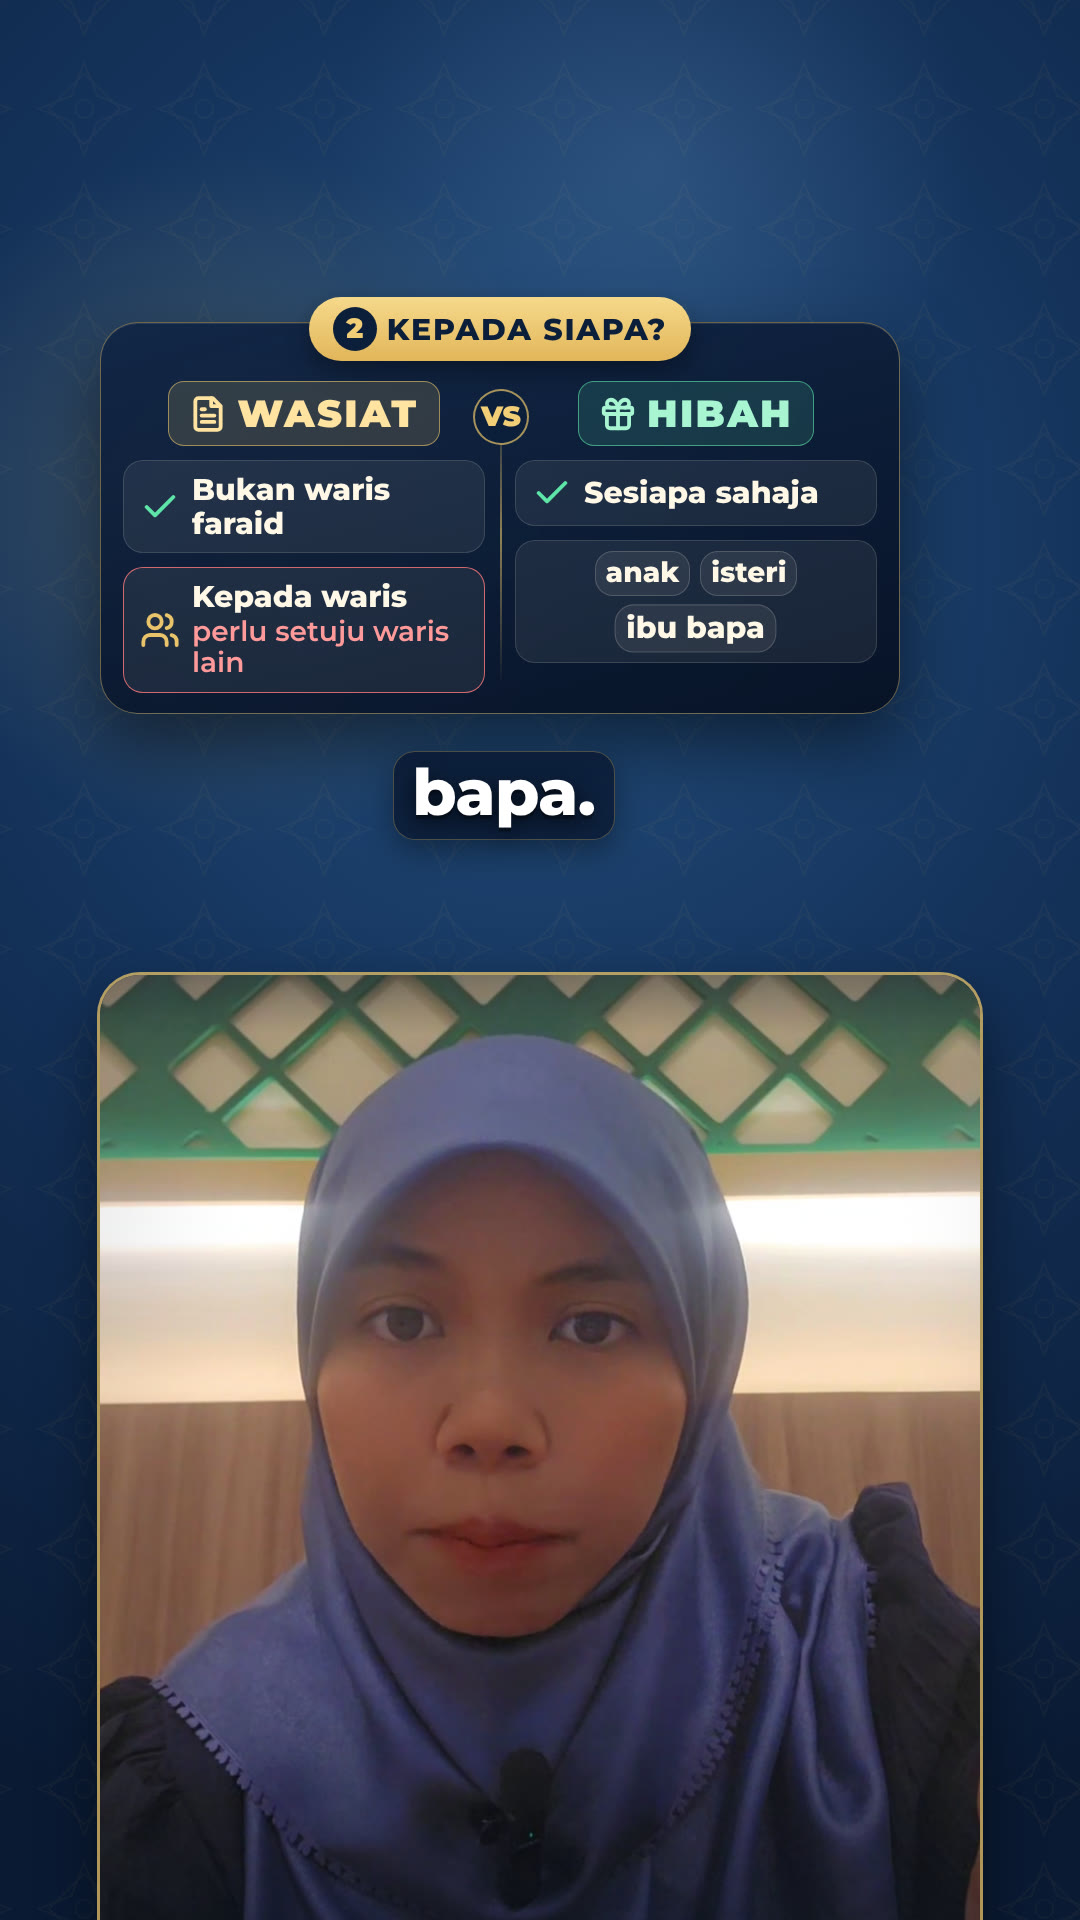 2 KEPADA SIAPA?
WASIAT
VS
HIBAH
Bukan waris
faraid
Kepada waris
perlu setuju waris
lain
Sesiapa sahaja
anak isteri
ibu bapa
bapa.